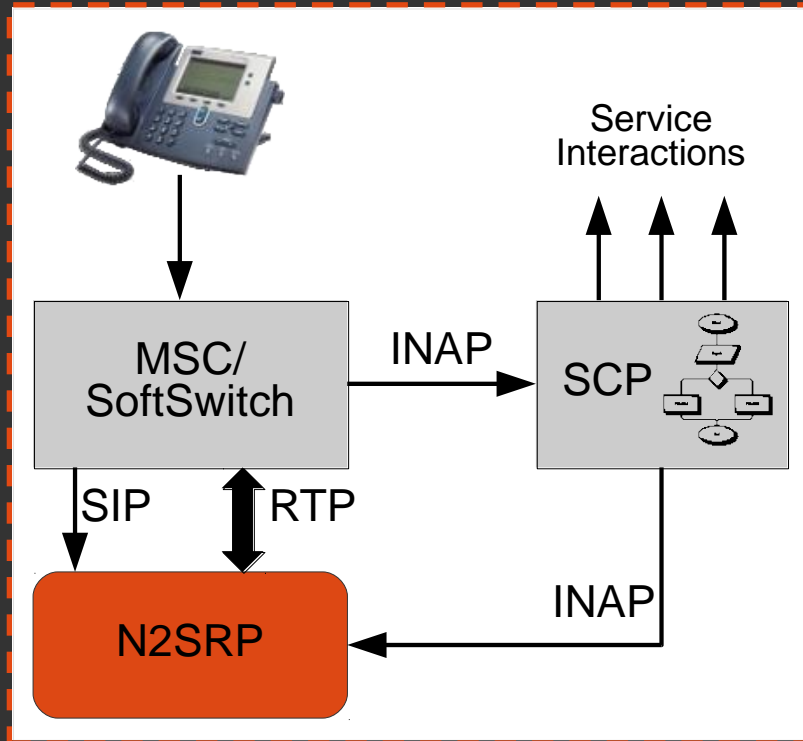 Service
Interactions
MSC/
SoftSwitch
INAP
SCP
SIP
RTP
INAP
N2SRP